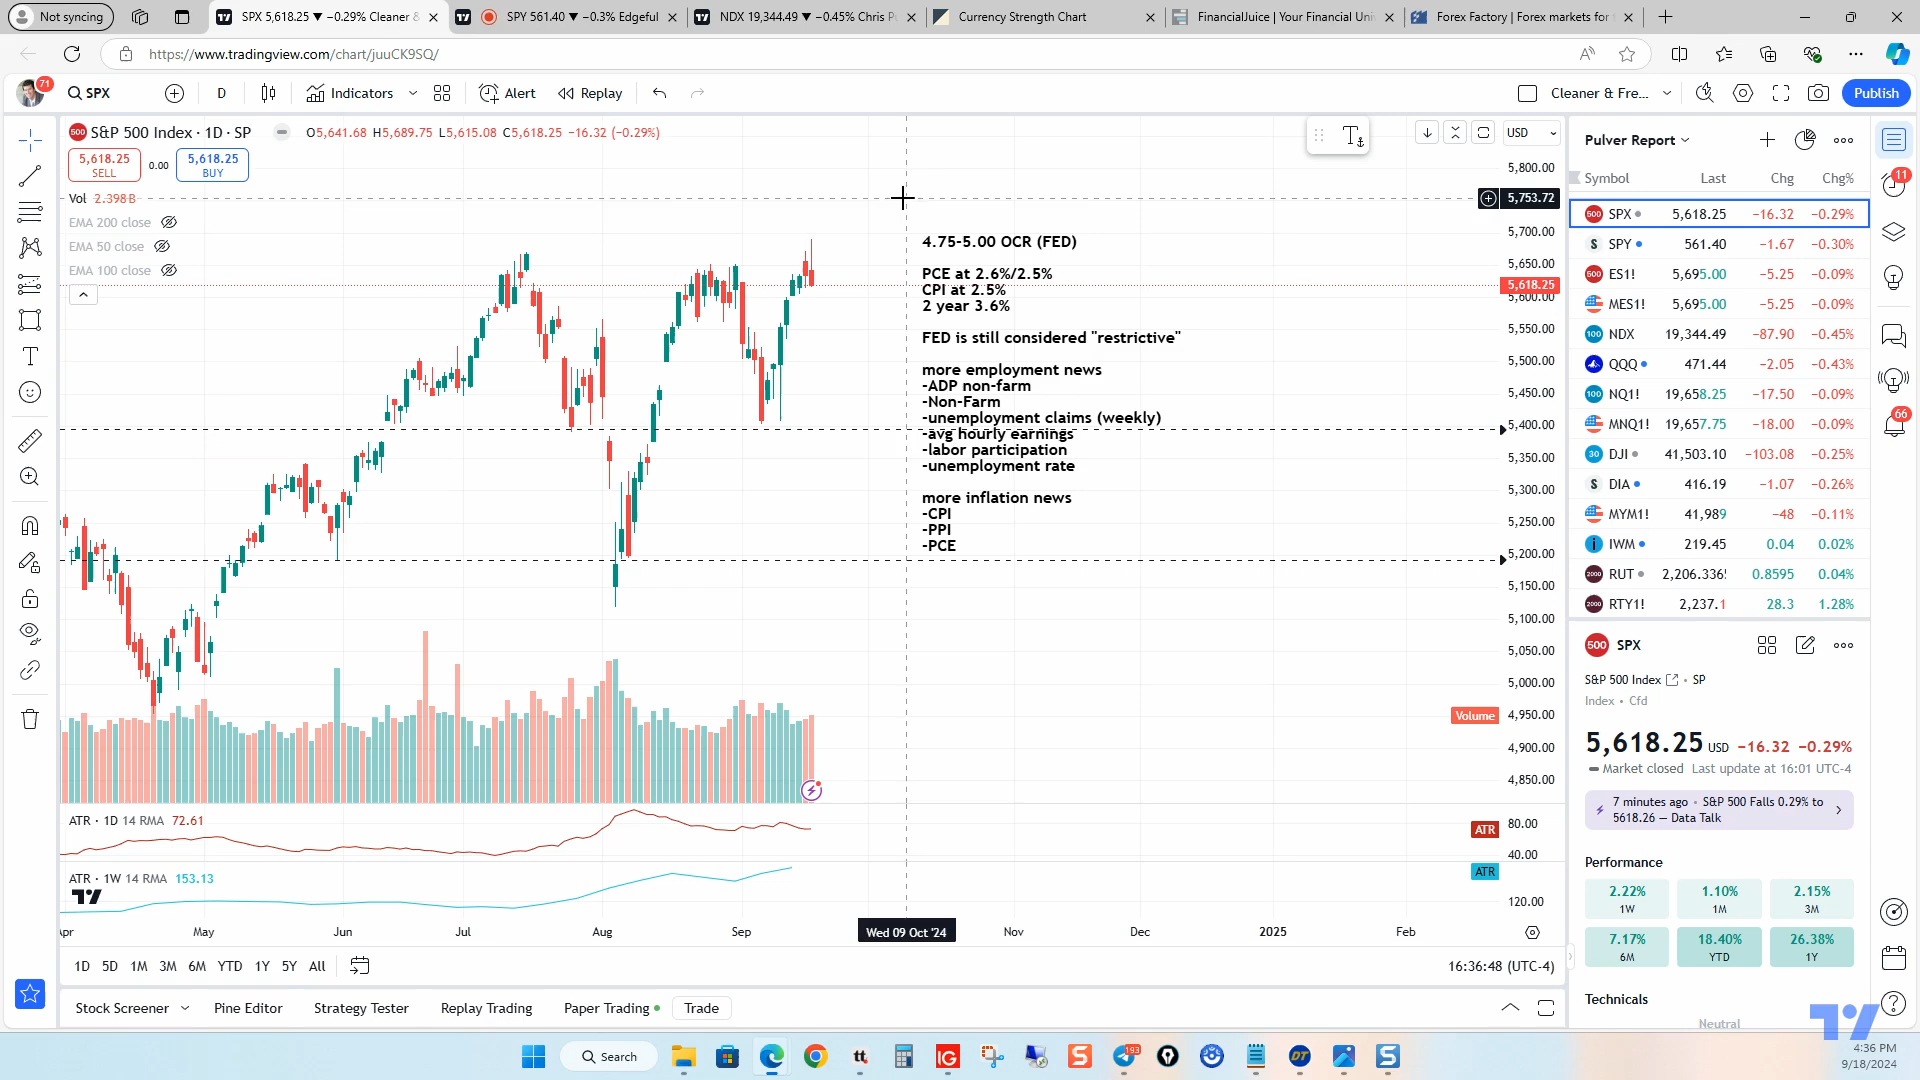 Not syncing
SPX 5,618.25 ▼ −0.29% Cleaner &
SPY 561.40 ▼ −0.3% Edgeful
NDX 19,344.49 ▼ −0.45% Chris P
Currency Strength Chart
FinancialJuice | Your Financial Uni
Forex Factory | Forex markets for
https://www.tradingview.com/chart/juuCK9SQ/
71
SPX
D
Indicators
Alert
Replay
Cleaner & Fre...
Publish
S&P 500 Index · 1D · SP
O5,641.68 H5,689.75 L5,615.08 C5,618.25 −16.32 (−0.29%)
5,618.25
SELL
0.00
5,618.25
BUY
Vol 2.398B
EMA 200 close
EMA 50 close
EMA 100 close
USD
4.75-5.00 OCR (FED)
PCE at 2.6%/2.5%
CPI at 2.5%
2 year 3.6%
FED is still considered "restrictive"
more employment news
-ADP non-farm
-Non-Farm
-unemployment claims (weekly)
-avg hourly earnings
-labor participation
-unemployment rate
more inflation news
-CPI
-PPI
-PCE
5,800.00
5,753.72
5,700.00
5,650.00
5,618.25
5,600.00
5,550.00
5,500.00
5,450.00
5,400.00
5,350.00
5,300.00
5,250.00
5,200.00
5,150.00
5,100.00
5,050.00
5,000.00
Volume
4,950.00
4,900.00
4,850.00
ATR · 1D 14 RMA 72.61
ATR
80.00
40.00
ATR · 1W 14 RMA 153.13
ATR
120.00
Apr
May
Jun
Jul
Aug
Sep
Wed 09 Oct '24
Nov
Dec
2025
Feb
1D 5D 1M 3M 6M YTD 1Y 5Y All
16:36:48 (UTC-4)
Stock Screener
Pine Editor
Strategy Tester
Replay Trading
Paper Trading
Trade
Pulver Report
Symbol Last Chg Chg%
SPX 5,618.25 −16.32 −0.29%
SPY 561.40 −1.67 −0.30%
ES1! 5,695.00 −5.25 −0.09%
MES1! 5,695.00 −5.25 −0.09%
NDX 19,344.49 −87.90 −0.45%
QQQ 471.44 −2.05 −0.43%
NQ1! 19,658.25 −17.50 −0.09%
MNQ1! 19,657.75 −18.00 −0.09%
DJI 41,503.10 −103.08 −0.25%
DIA 416.19 −1.07 −0.26%
MYM1! 41,989 −48 −0.11%
IWM 219.45 0.04 0.02%
RUT 2,206.336 0.8595 0.04%
RTY1! 2,237.1 28.3 1.28%
500
SPX
S&P 500 Index • SP
Index • Cfd
5,618.25 USD −16.32 −0.29%
Market closed Last update at 16:01 UTC-4
7 minutes ago • S&P 500 Falls 0.29% to
5618.26 — Data Talk
Performance
2.22%
1W
1.10%
1M
2.15%
3M
7.17%
6M
18.40%
YTD
26.38%
1Y
Technicals
Neutral
11
66
Search
193
4:36 PM
9/18/2024